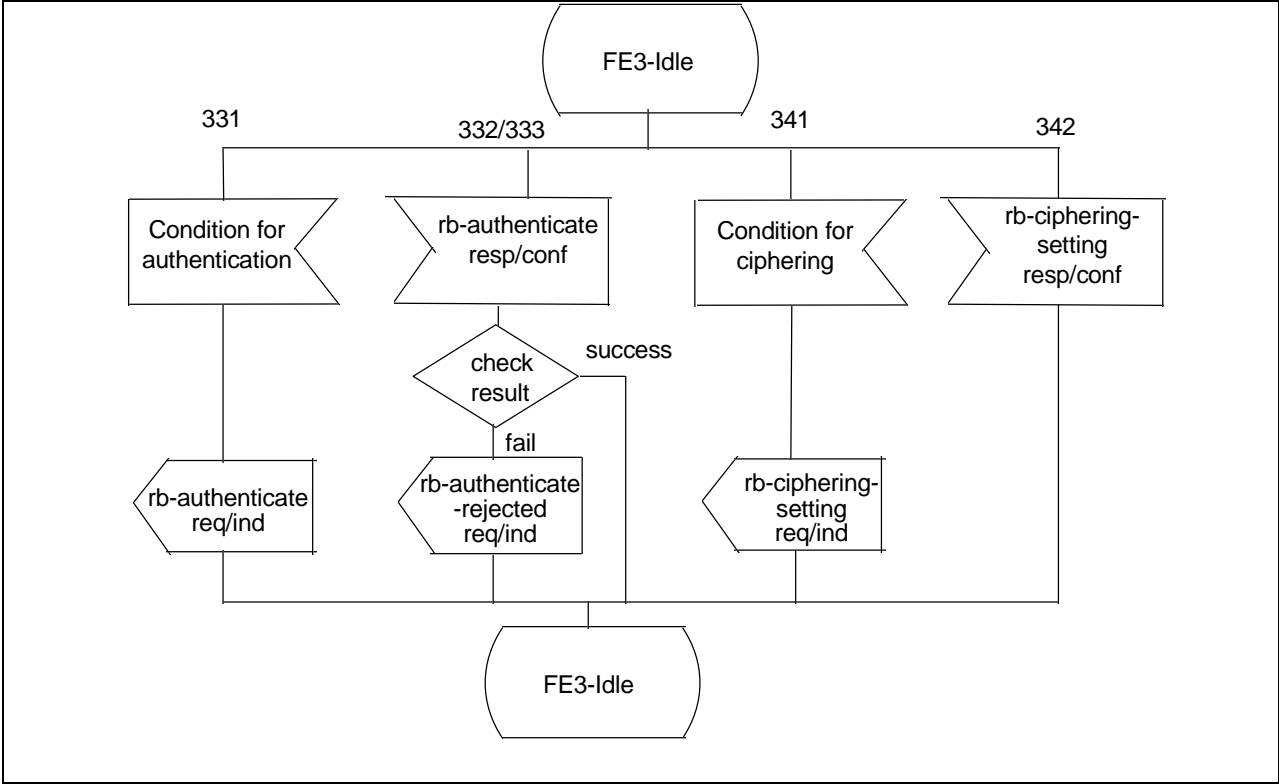 FE3-Idle
331
332/333
341
342
Condition for
authentication
rb-authenticate
resp/conf
Condition for
ciphering
rb-ciphering-
setting
resp/conf
check
result
success
fail
rb-authenticate
req/ind
rb-authenticate
-rejected
req/ind
rb-ciphering-
setting
req/ind
FE3-Idle